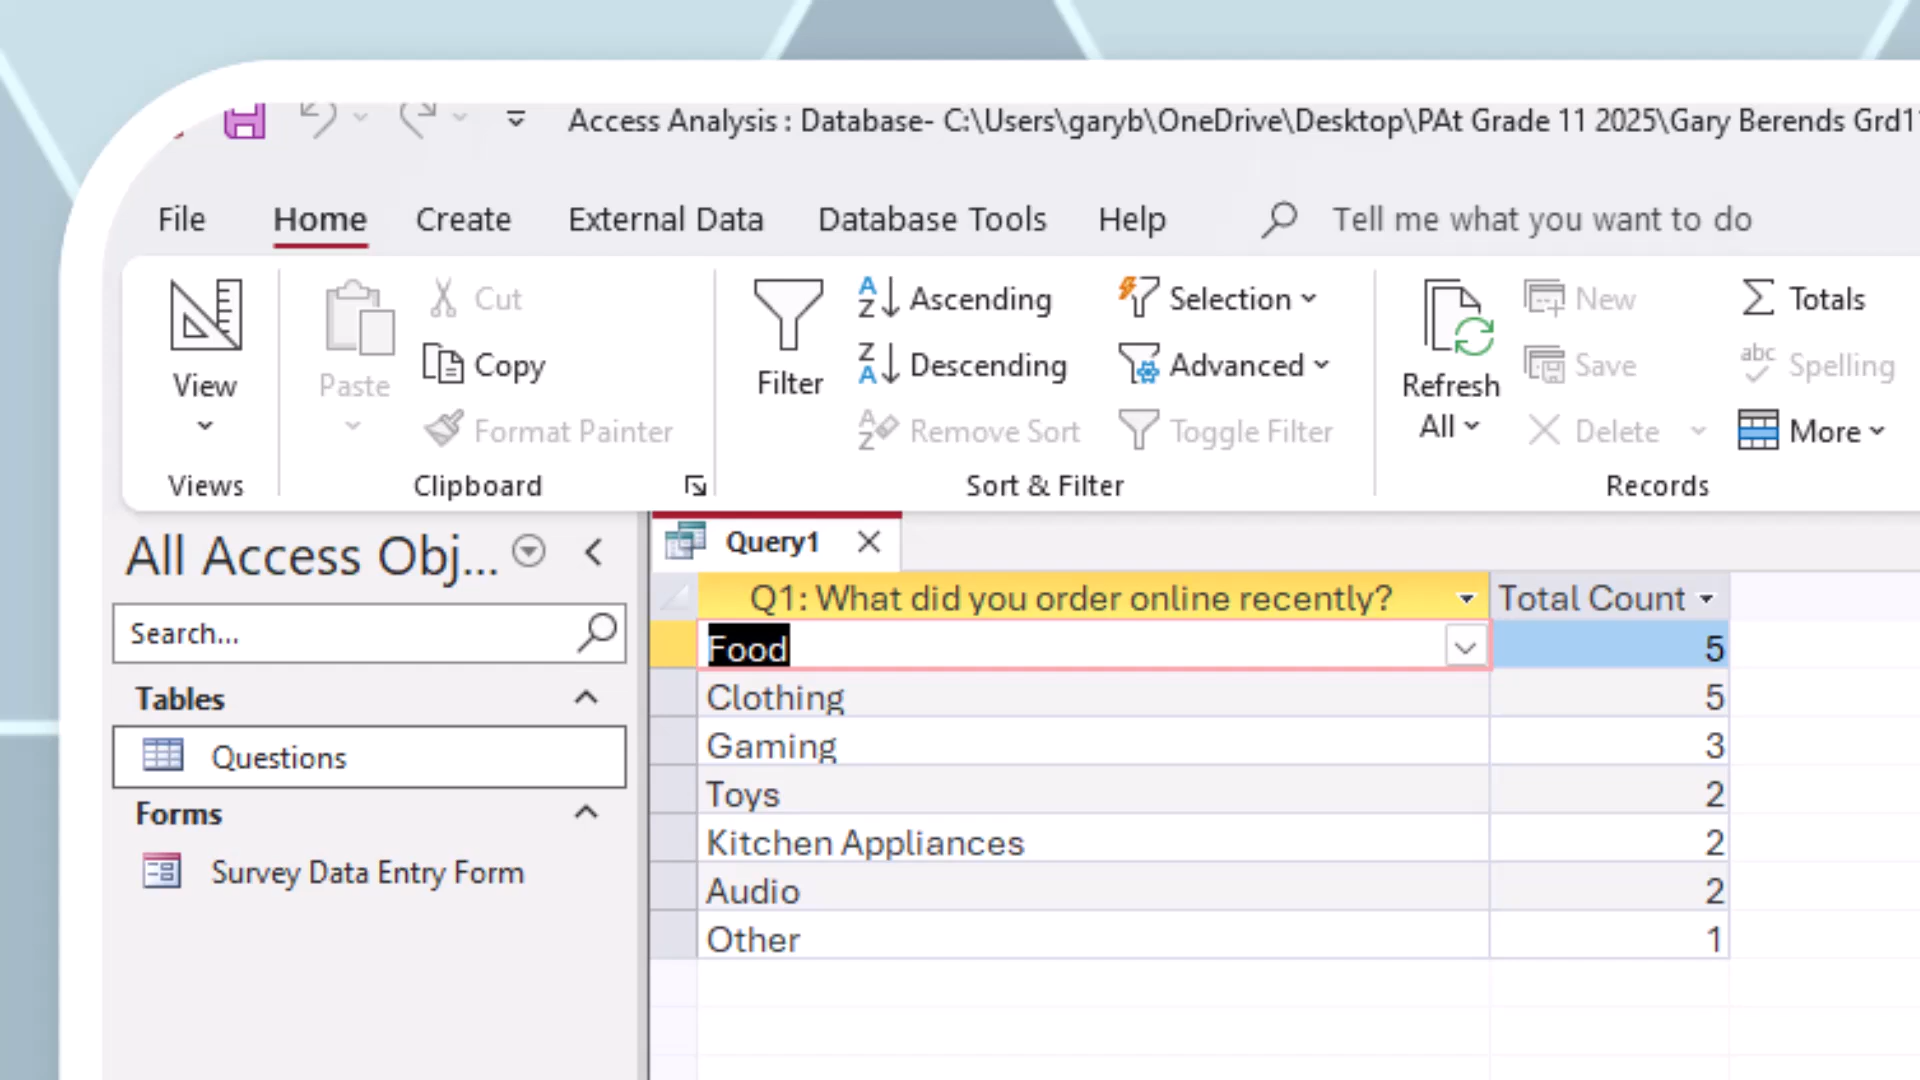 Access Analysis : Database- C:\Users\garyb\OneDrive\Desktop\PAt Grade 11 2025\Gary Berends Grd1
File Home Create External Data Database Tools Help Tell me what you want to do
View
Views
Paste
Cut
Copy
Format Painter
Clipboard
Filter
Ascending
Descending
Remove Sort
Selection
Advanced
Toggle Filter
Sort & Filter
Refresh
All
New
Save
Delete
Totals
Spelling
More
Records
All Access Obj...
Search...
Tables
Questions
Forms
Survey Data Entry Form
Query1
Q1: What did you order online recently? Total Count
Food 5
Clothing 5
Gaming 3
Toys 2
Kitchen Appliances 2
Audio 2
Other 1